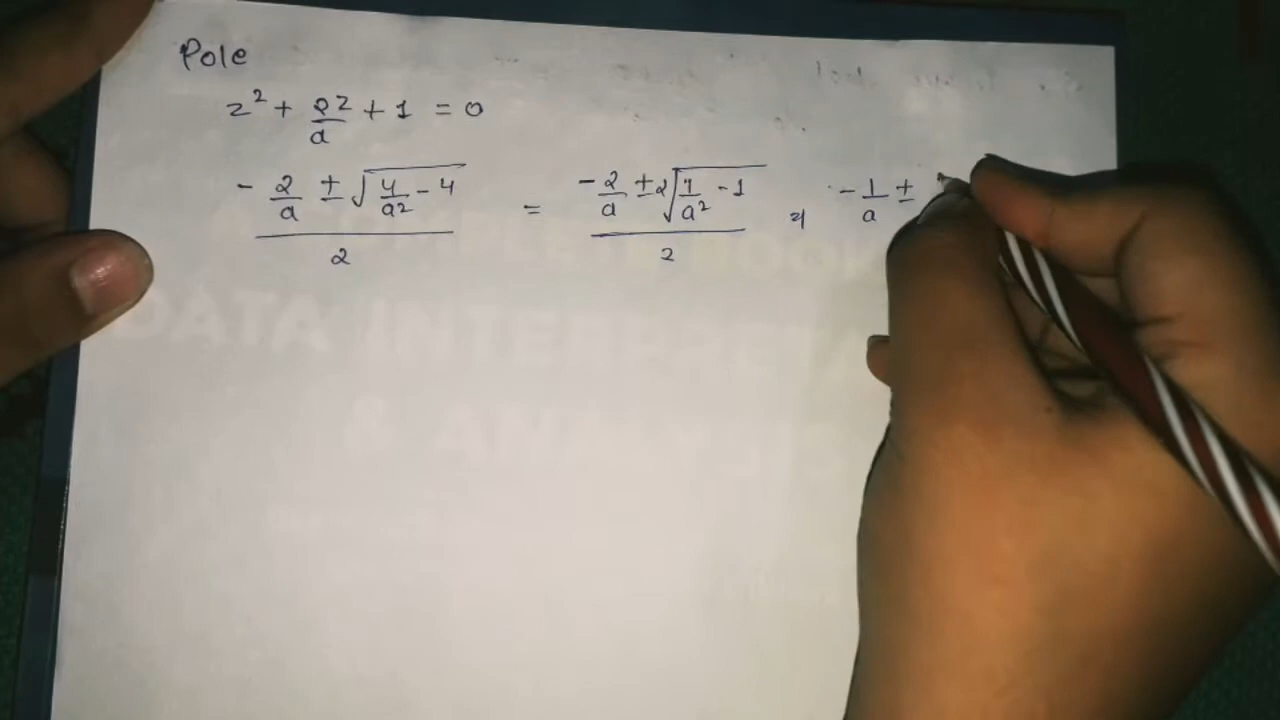 Pole
z² + 2z/a + 1 = 0
(- 2/a ± √(4/a² - 4))/2 = (- 2/a ± 2√(1/a² - 1))/2 = - 1/a ±